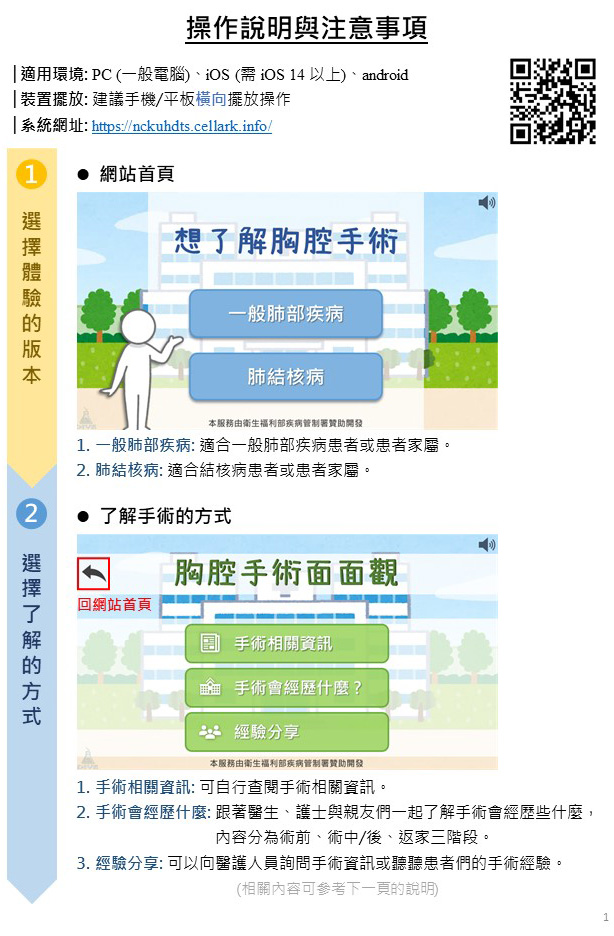 操作說明與注意事項
適用環境: PC (一般電腦)、iOS (需 iOS 14 以上)、android
裝置擺放: 建議手機/平板橫向擺放操作
系統網址: https://nckuhdts.cellark.info/
1
選擇體驗的版本
● 網站首頁
想了解胸腔手術
一般肺部疾病
肺結核病
本服務由衛生福利部疾病管制署贊助開發
1. 一般肺部疾病: 適合一般肺部疾病患者或患者家屬。
2. 肺結核病: 適合結核病患者或患者家屬。
2
選擇了解的方式
● 了解手術的方式
胸腔手術面面觀
回網站首頁
手術相關資訊
手術會經歷什麼？
經驗分享
本服務由衛生福利部疾病管制署贊助開發
1. 手術相關資訊: 可自行查閱手術相關資訊。
2. 手術會經歷什麼: 跟著醫生、護士與親友們一起了解手術會經歷些什麼，
內容分為術前、術中/後、返家三階段。
3. 經驗分享: 可以向醫護人員詢問手術資訊或聽聽患者們的手術經驗。
(相關內容可參考下一頁的說明)
1